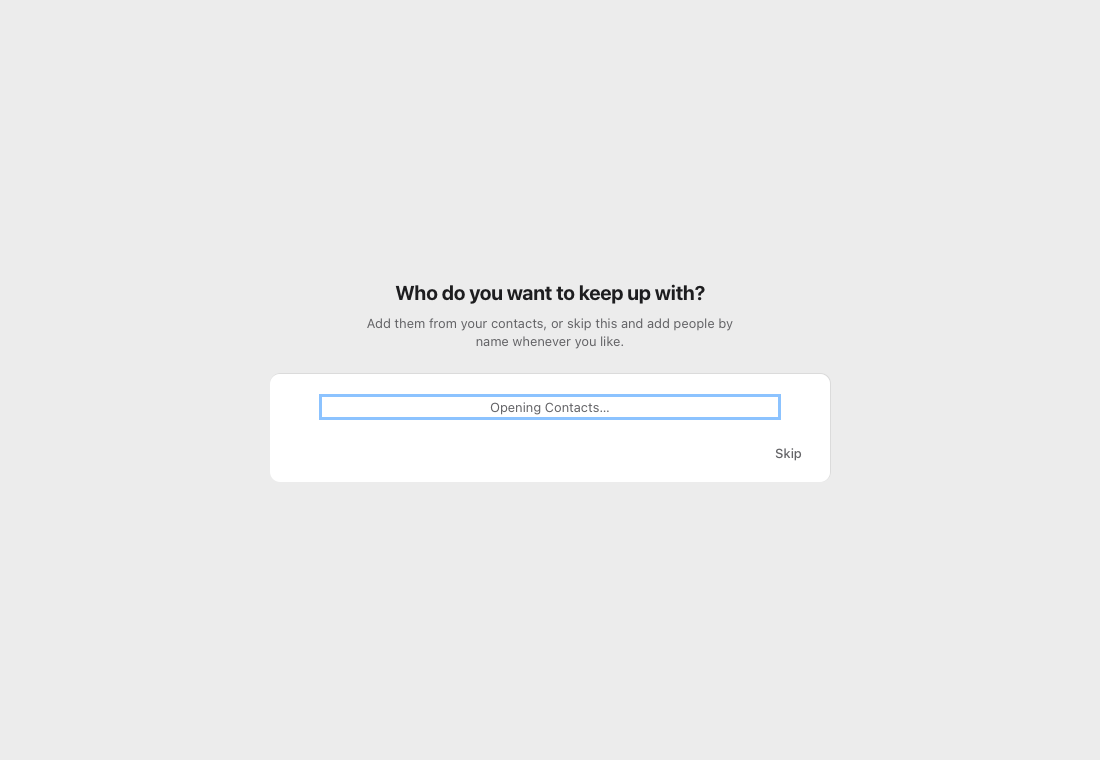 Who do you want to keep up with?
Add them from your contacts, or skip this and add people by
name whenever you like.
Opening Contacts…
Skip